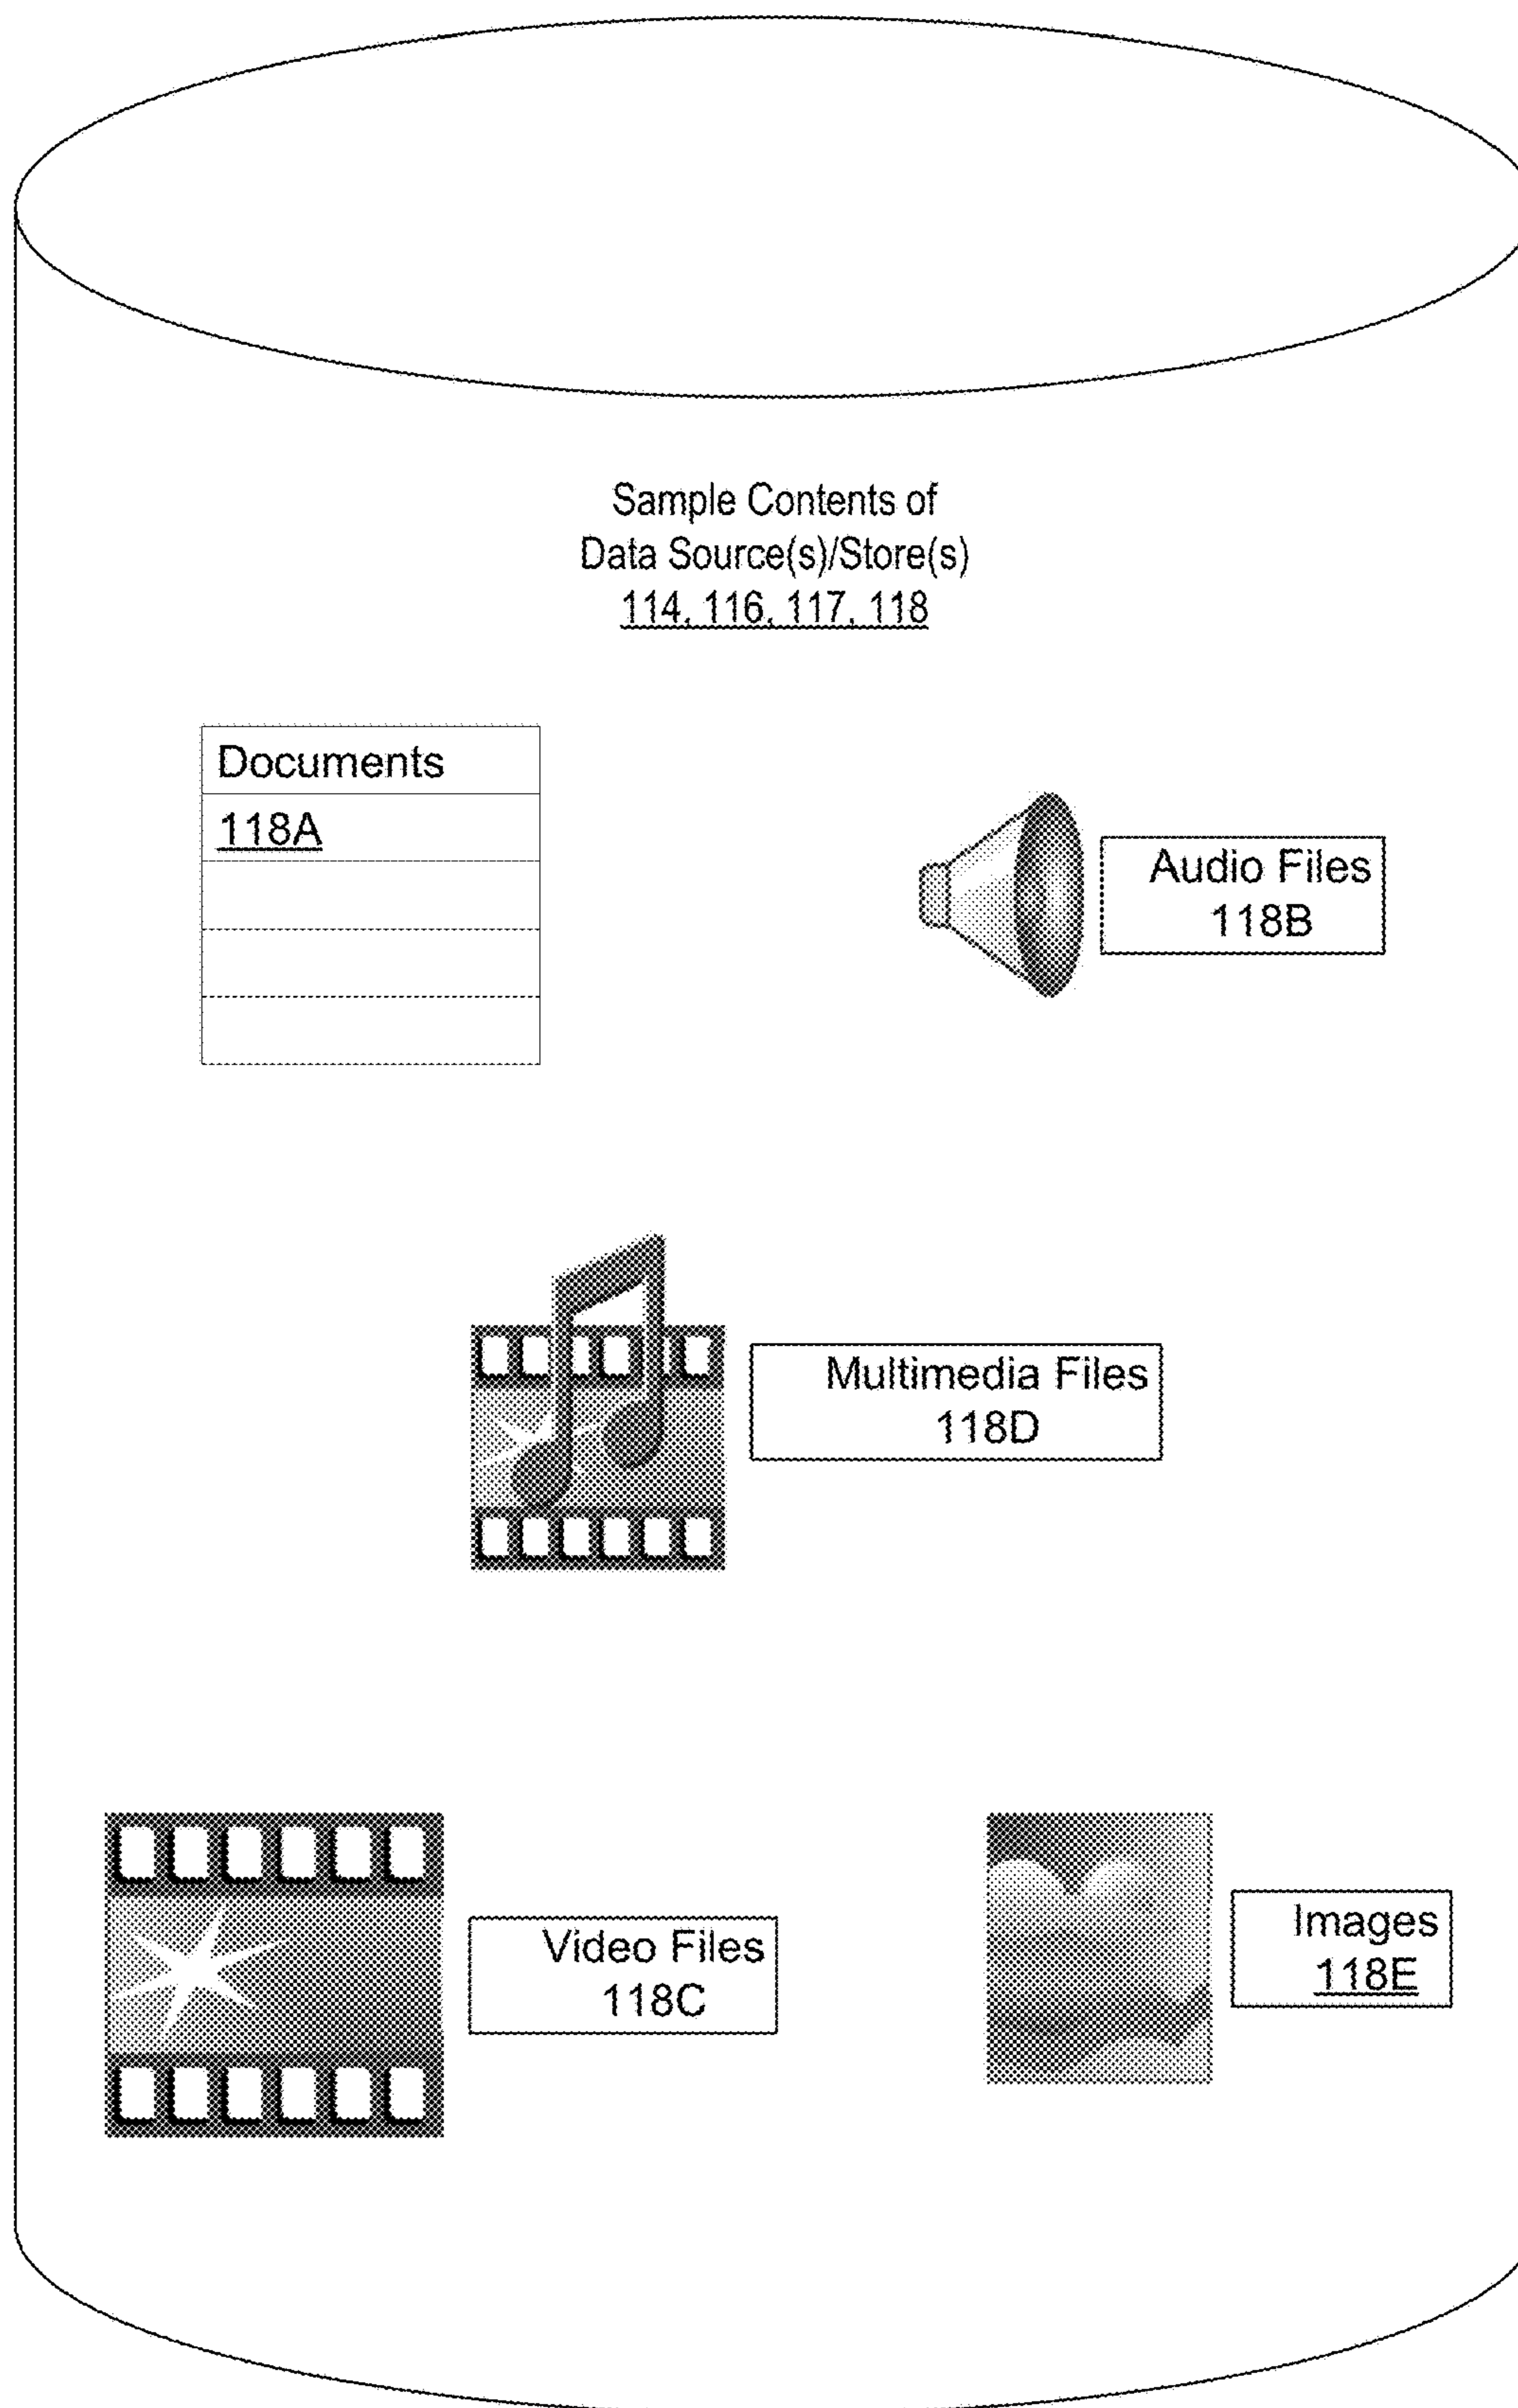 Sample Contents of
Data Source(s)/Store(s)
114, 116, 117, 118
Documents
118A
Audio Files
118B
Multimedia Files
118D
Video Files
118C
Images
118E